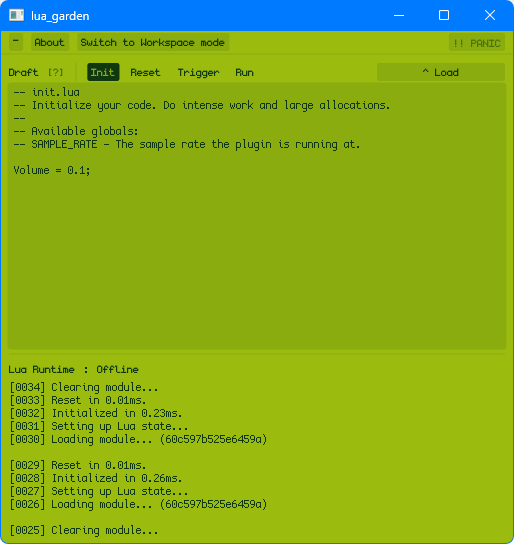 lua_garden
- About Switch to Workspace mode !! PANIC
Draft [?] Init Reset Trigger Run ^ Load
-- init.lua
-- Initialize your code. Do intense work and large allocations.
--
-- Available globals:
-- SAMPLE_RATE - The sample rate the plugin is running at.
Volume = 0.1;
Lua Runtime : Offline
[0034] Clearing module...
[0033] Reset in 0.01ms.
[0032] Initialized in 0.23ms.
[0031] Setting up Lua state...
[0030] Loading module... (60c597b525e6459a)
[0029] Reset in 0.01ms.
[0028] Initialized in 0.26ms.
[0027] Setting up Lua state...
[0026] Loading module... (60c597b525e6459a)
[0025] Clearing module...